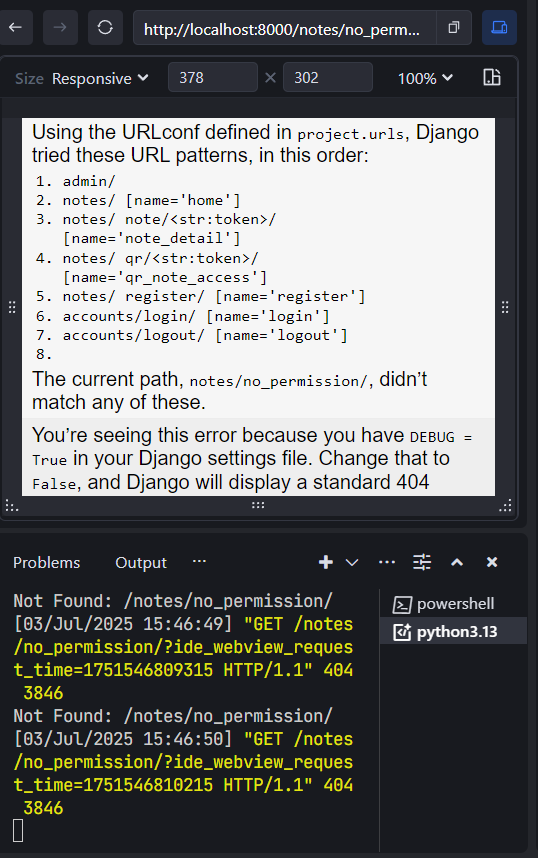 http://localhost:8000/notes/no_perm...
Size Responsive 378 × 302 100%
Using the URLconf defined in project.urls, Django
tried these URL patterns, in this order:
1. admin/
2. notes/ [name='home']
3. notes/ note/<str:token>/
[name='note_detail']
4. notes/ qr/<str:token>/
[name='qr_note_access']
5. notes/ register/ [name='register']
6. accounts/login/ [name='login']
7. accounts/logout/ [name='logout']
8.
The current path, notes/no_permission/, didn’t
match any of these.
You’re seeing this error because you have DEBUG =
True in your Django settings file. Change that to
False, and Django will display a standard 404
Problems Output ...
Not Found: /notes/no_permission/
[03/Jul/2025 15:46:49] "GET /notes
/no_permission/?ide_webview_reques
t_time=1751546809315 HTTP/1.1" 404
3846
Not Found: /notes/no_permission/
[03/Jul/2025 15:46:50] "GET /notes
/no_permission/?ide_webview_reques
t_time=1751546810215 HTTP/1.1" 404
3846
powershell
python3.13